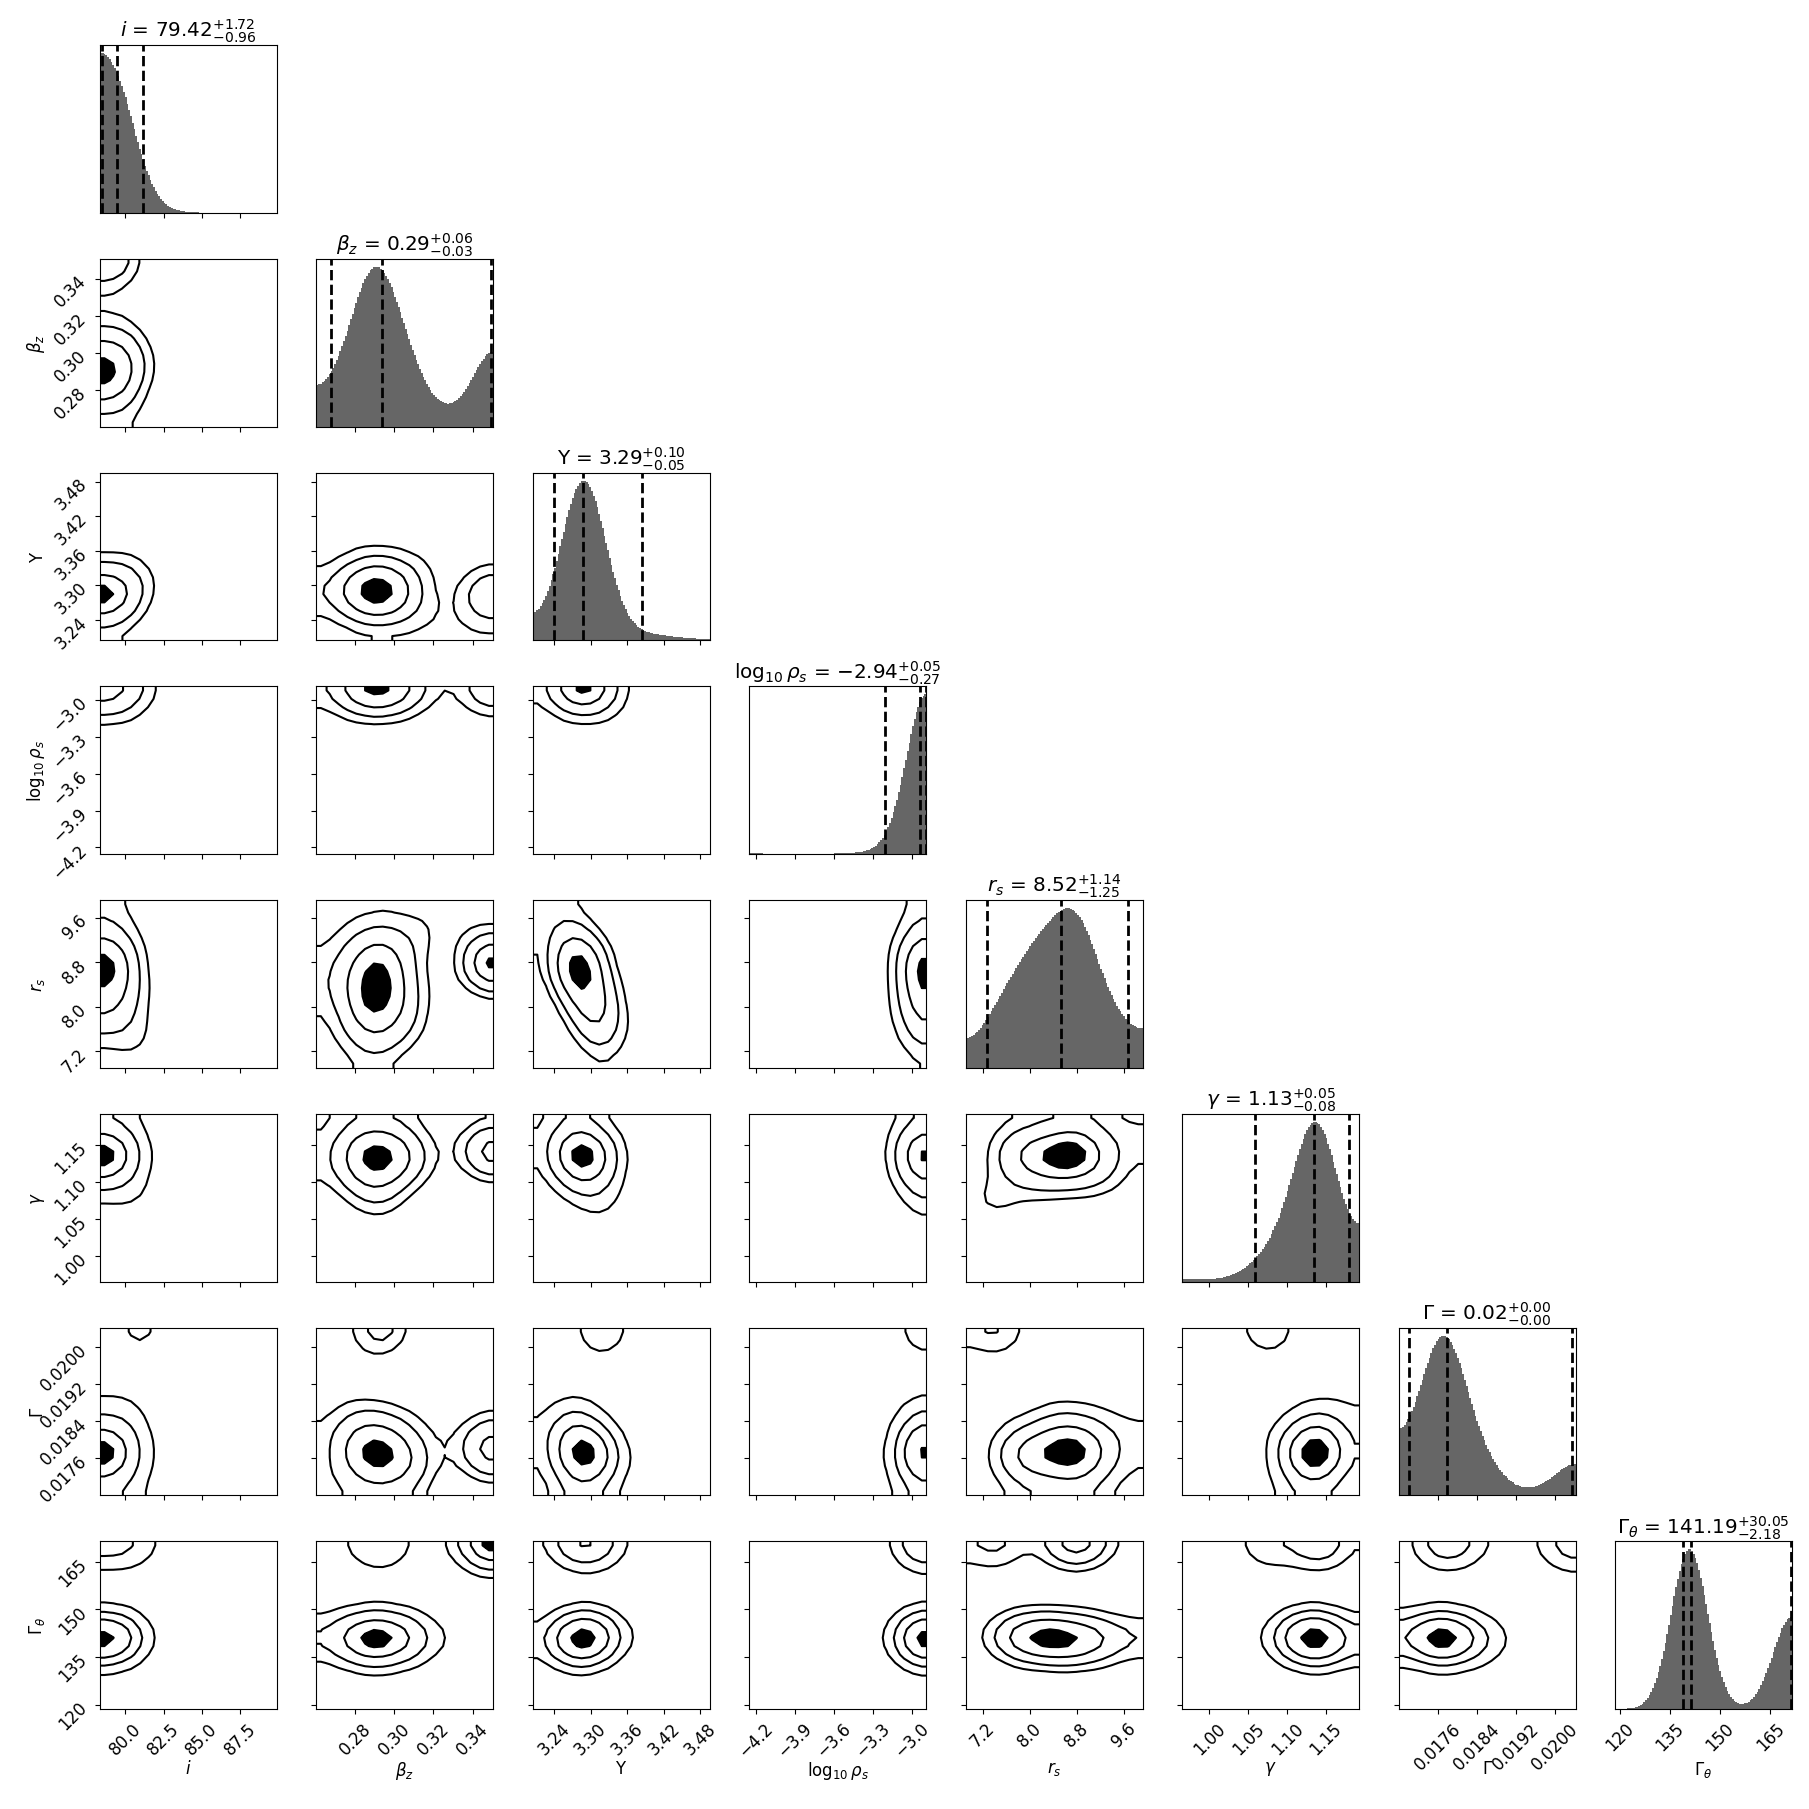 i = 79.42 +1.72 −0.96
β_z = 0.29 +0.06 −0.03
0.34
0.32
0.30
0.28
β_z
Υ = 3.29 +0.10 −0.05
3.48
3.42
3.36
3.30
3.24
Υ
log₁₀ ρ_s = −2.94 +0.05 −0.27
−3.0
−3.3
−3.6
−3.9
−4.2
log₁₀ ρ_s
r_s = 8.52 +1.14 −1.25
9.6
8.8
8.0
7.2
r_s
γ = 1.13 +0.05 −0.08
1.15
1.10
1.05
1.00
γ
Γ = 0.02 +0.00 −0.00
0.0200
0.0192
0.0184
0.0176
Γ
Γ_θ = 141.19 +30.05 −2.18
165
150
135
120
Γ_θ
80.0 82.5 85.0 87.5 0.28 0.30 0.32 0.34 3.24 3.30 3.36 3.42 3.48 −4.2 −3.9 −3.6 −3.3 −3.0 7.2 8.0 8.8 9.6 1.00 1.05 1.10 1.15 0.0176 0.0184 0.0192 0.0200 120 135 150 165
i β_z Υ log₁₀ ρ_s r_s γ Γ Γ_θ